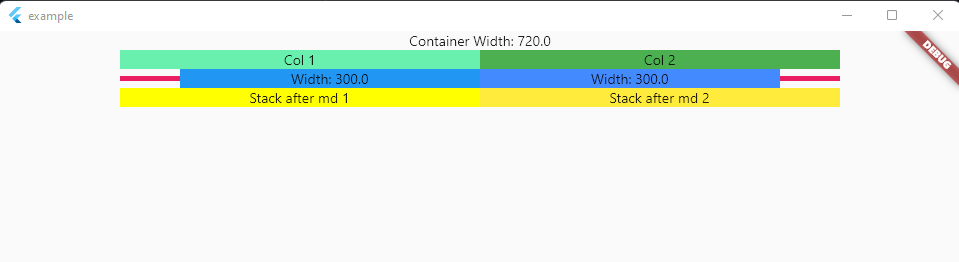 example
DEBUG
Container Width: 720.0
Col 1 Col 2
Width: 300.0 Width: 300.0
Stack after md 1 Stack after md 2